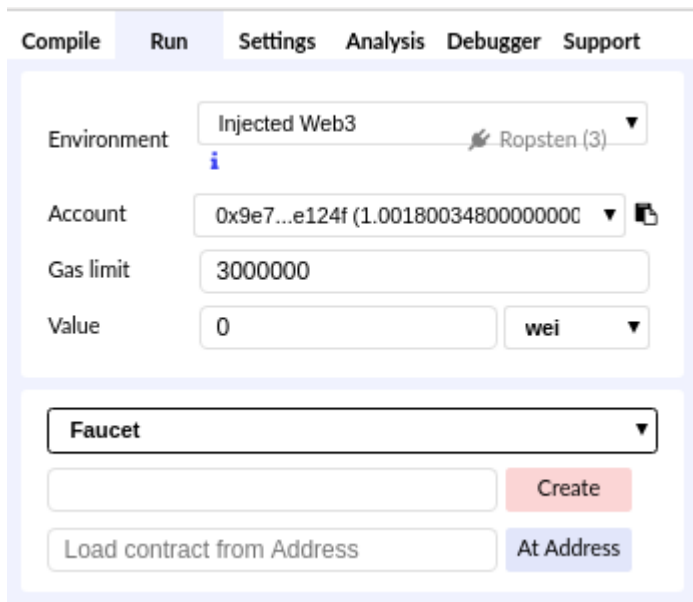 Compile Run Settings Analysis Debugger Support
Environment Injected Web3 ▼ Ropsten (3)
i
Account 0x9e7...e124f (1.00180034800000000 ▼
Gas limit 3000000
Value 0 wei ▼
Faucet ▼
Create
Load contract from Address At Address